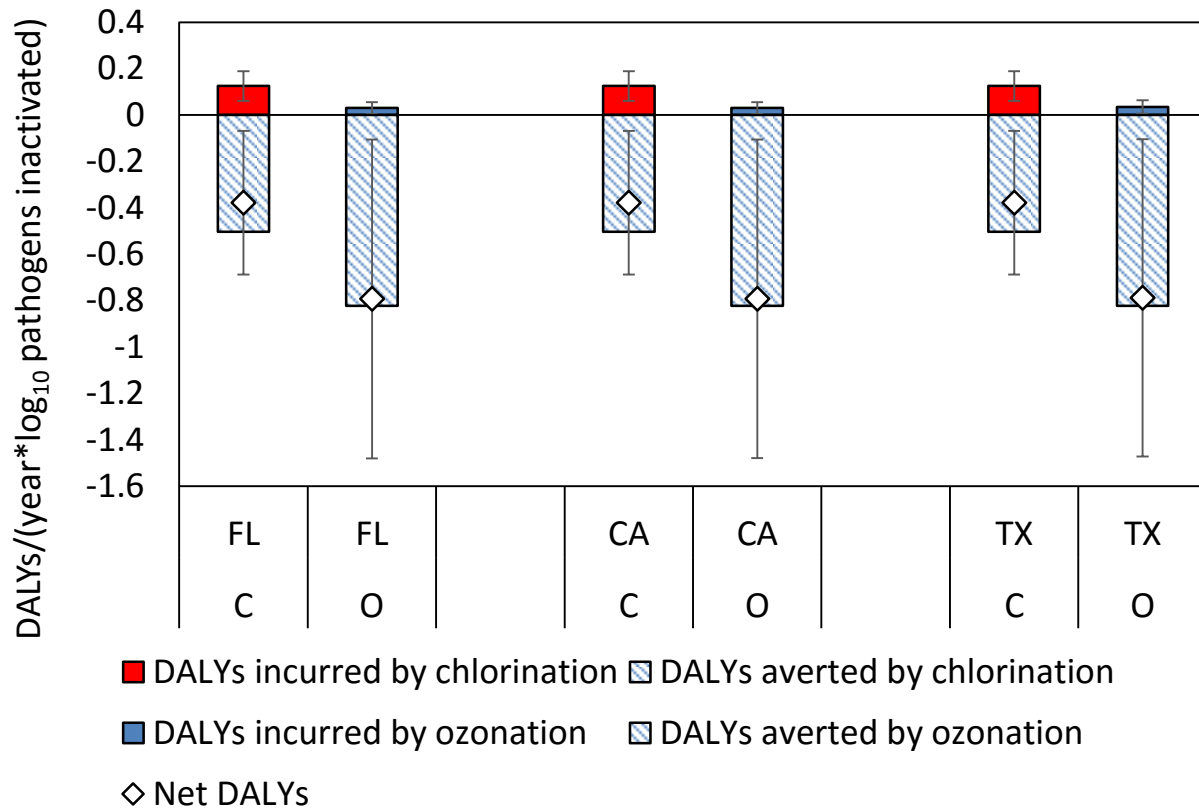 DALYs/(year*log₁₀ pathogens inactivated)
0.4
0.2
0
-0.2
-0.4
-0.6
-0.8
-1
-1.2
-1.4
-1.6
FL FL CA CA TX TX
C O C O C O
DALYs incurred by chlorination DALYs averted by chlorination
DALYs incurred by ozonation DALYs averted by ozonation
Net DALYs